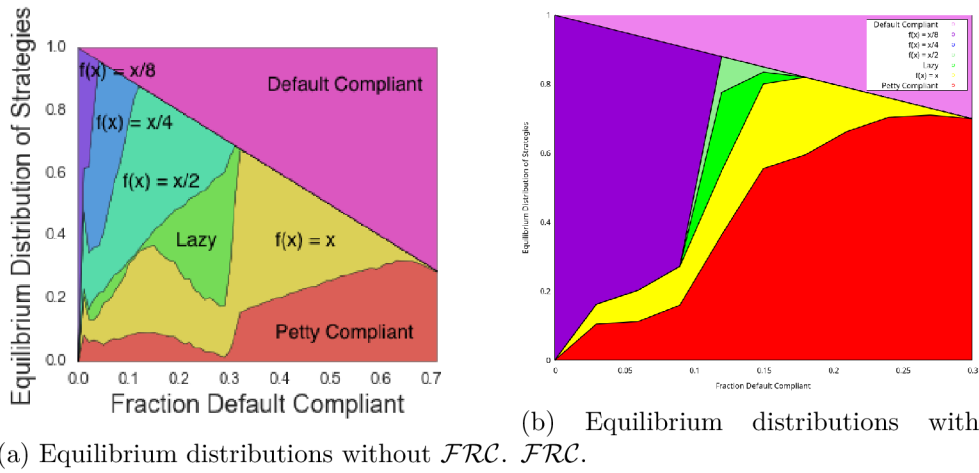 Equilibrium Distribution of Strategies
1.0
0.8
0.6
0.4
0.2
0.0
f(x) = x/8
f(x) = x/4
f(x) = x/2
Lazy
f(x) = x
Default Compliant
Petty Compliant
0.0 0.1 0.2 0.3 0.4 0.5 0.6 0.7
Fraction Default Compliant
(a) Equilibrium distributions without FRC.
Equilibrium Distribution of Strategies
1
0.8
0.6
0.4
0.2
0
Default Compliant
f(x) = x/8
f(x) = x/4
f(x) = x/2
Lazy
f(x) = x
Petty Compliant
0 0.05 0.1 0.15 0.2 0.25 0.3
Fraction Default Compliant
(b) Equilibrium distributions with
FRC.